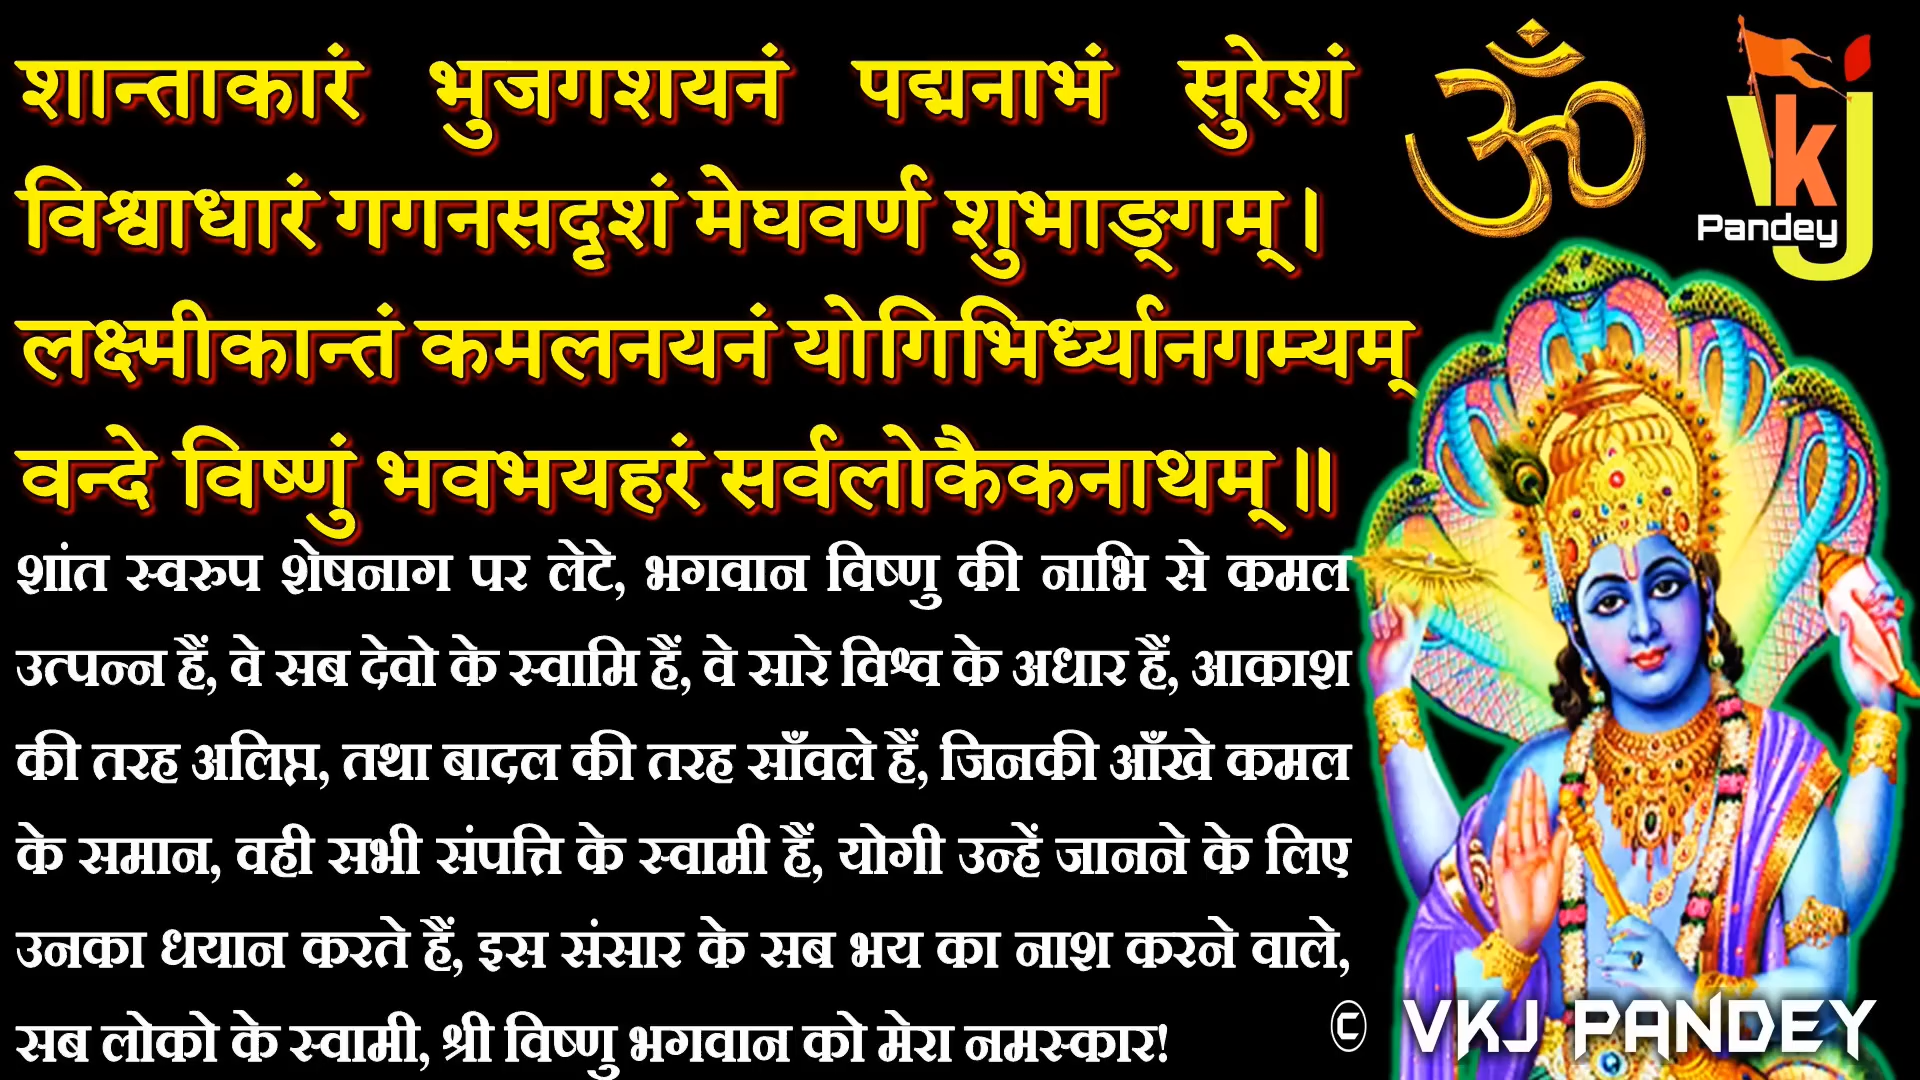 शान्ताकारं भुजगशयनं पद्मनाभं सुरेशं
विश्वाधारं गगनसदृशं मेघवर्ण शुभाङ्गम्।
लक्ष्मीकान्तं कमलनयनं योगिभिर्ध्यानगम्यम्
वन्दे विष्णुं भवभयहरं सर्वलोकैकनाथम्॥
ॐ
VKJ
Pandey
शांत स्वरुप शेषनाग पर लेटे, भगवान विष्णु की नाभि से कमल
उत्पन्न हैं, वे सब देवो के स्वामि हैं, वे सारे विश्व के अधार हैं, आकाश
की तरह अलिप्त, तथा बादल की तरह साँवले हैं, जिनकी आँखे कमल
के समान, वही सभी संपत्ति के स्वामी हैं, योगी उन्हें जानने के लिए
उनका धयान करते हैं, इस संसार के सब भय का नाश करने वाले,
सब लोको के स्वामी, श्री विष्णु भगवान को मेरा नमस्कार!
© VKJ PANDEY